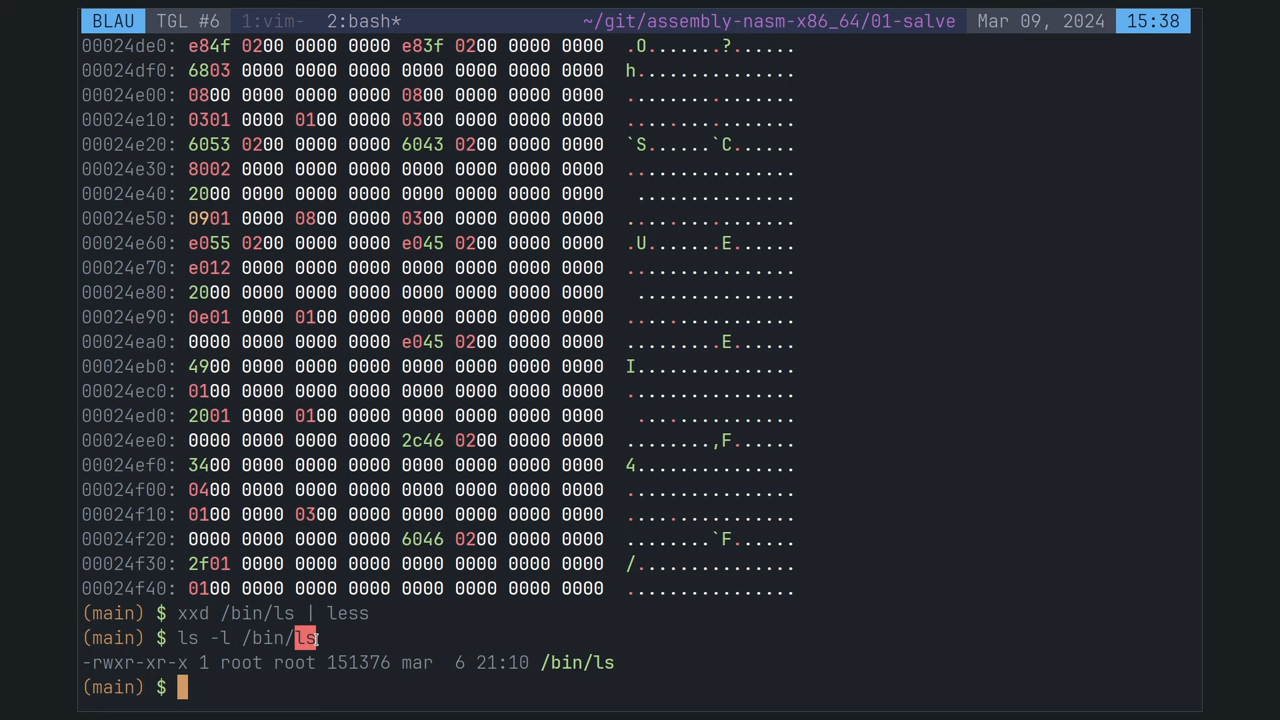 BLAU TGL #6 1:vim- 2:bash* ~/git/assembly-nasm-x86_64/01-salve Mar 09, 2024 15:38
00024de0: e84f 0200 0000 0000 e83f 0200 0000 0000 .O......?......
00024df0: 6803 0000 0000 0000 0000 0000 0000 0000 h...............
00024e00: 0800 0000 0000 0000 0800 0000 0000 0000 ................
00024e10: 0301 0000 0100 0000 0300 0000 0000 0000 ................
00024e20: 6053 0200 0000 0000 6043 0200 0000 0000 `S......`C......
00024e30: 8002 0000 0000 0000 0000 0000 0000 0000 ................
00024e40: 2000 0000 0000 0000 0000 0000 0000 0000  ...............
00024e50: 0901 0000 0800 0000 0300 0000 0000 0000 ................
00024e60: e055 0200 0000 0000 e045 0200 0000 0000 .U.......E......
00024e70: e012 0000 0000 0000 0000 0000 0000 0000 ................
00024e80: 2000 0000 0000 0000 0000 0000 0000 0000  ...............
00024e90: 0e01 0000 0100 0000 0000 0000 0000 0000 ................
00024ea0: 0000 0000 0000 0000 e045 0200 0000 0000 .........E......
00024eb0: 4900 0000 0000 0000 0000 0000 0000 0000 I...............
00024ec0: 0100 0000 0000 0000 0000 0000 0000 0000 ................
00024ed0: 2001 0000 0100 0000 0000 0000 0000 0000  ...............
00024ee0: 0000 0000 0000 0000 2c46 0200 0000 0000 ........,F......
00024ef0: 3400 0000 0000 0000 0000 0000 0000 0000 4...............
00024f00: 0400 0000 0000 0000 0000 0000 0000 0000 ................
00024f10: 0100 0000 0300 0000 0000 0000 0000 0000 ................
00024f20: 0000 0000 0000 0000 6046 0200 0000 0000 ........`F......
00024f30: 2f01 0000 0000 0000 0000 0000 0000 0000 /...............
00024f40: 0100 0000 0000 0000 0000 0000 0000 0000 ................
(main) $ xxd /bin/ls | less
(main) $ ls -l /bin/ls
-rwxr-xr-x 1 root root 151376 mar  6 21:10 /bin/ls
(main) $